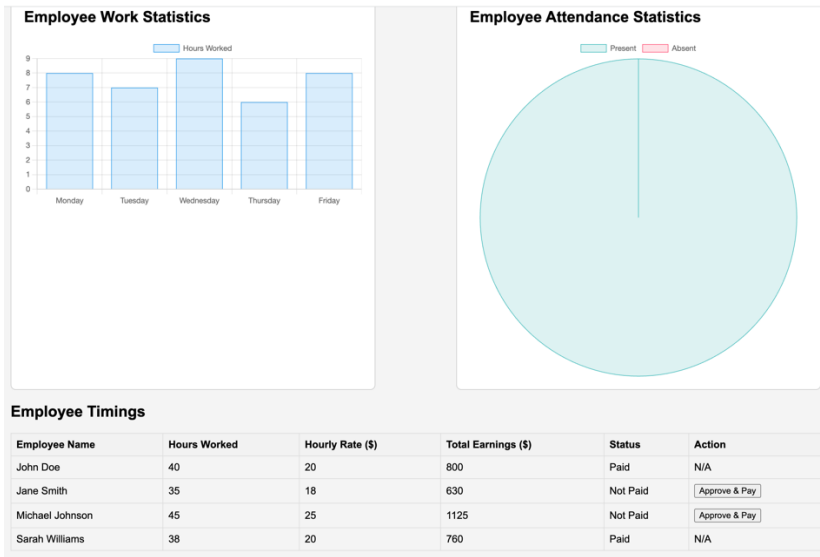 Employee Work Statistics
Hours Worked
9
8
7
6
5
4
3
2
1
0
Monday Tuesday Wednesday Thursday Friday
Employee Attendance Statistics
Present Absent
Employee Timings
Employee Name Hours Worked Hourly Rate ($) Total Earnings ($) Status Action
John Doe 40 20 800 Paid N/A
Jane Smith 35 18 630 Not Paid Approve & Pay
Michael Johnson 45 25 1125 Not Paid Approve & Pay
Sarah Williams 38 20 760 Paid N/A